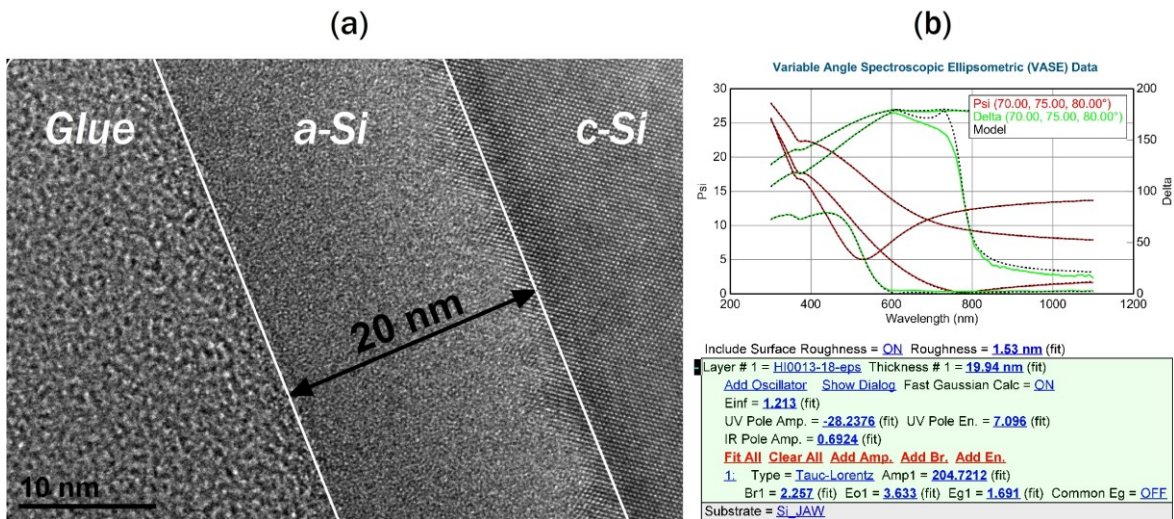 (a)
(b)
Glue
a-Si
c-Si
20 nm
10 nm
Variable Angle Spectroscopic Ellipsometric (VASE) Data
Psi (70.00, 75.00, 80.00°)
Delta (70.00, 75.00, 80.00°)
Model
30
25
20
15
10
5
0
Psi
200
150
100
50
0
Delta
200 400 600 800 1000 1200
Wavelength (nm)
Include Surface Roughness = ON Roughness = 1.53 nm (fit)
Layer # 1 = HI0013-18-eps Thickness # 1 = 19.94 nm (fit)
Add Oscillator Show Dialog Fast Gaussian Calc = ON
Einf = 1.213 (fit)
UV Pole Amp. = -28.2376 (fit) UV Pole En. = 7.096 (fit)
IR Pole Amp. = 0.6924 (fit)
Fit All Clear All Add Amp. Add Br. Add En.
1: Type = Tauc-Lorentz Amp1 = 204.7212 (fit)
Br1 = 2.257 (fit) Eo1 = 3.633 (fit) Eg1 = 1.691 (fit) Common Eg = OFF
Substrate = Si_JAW